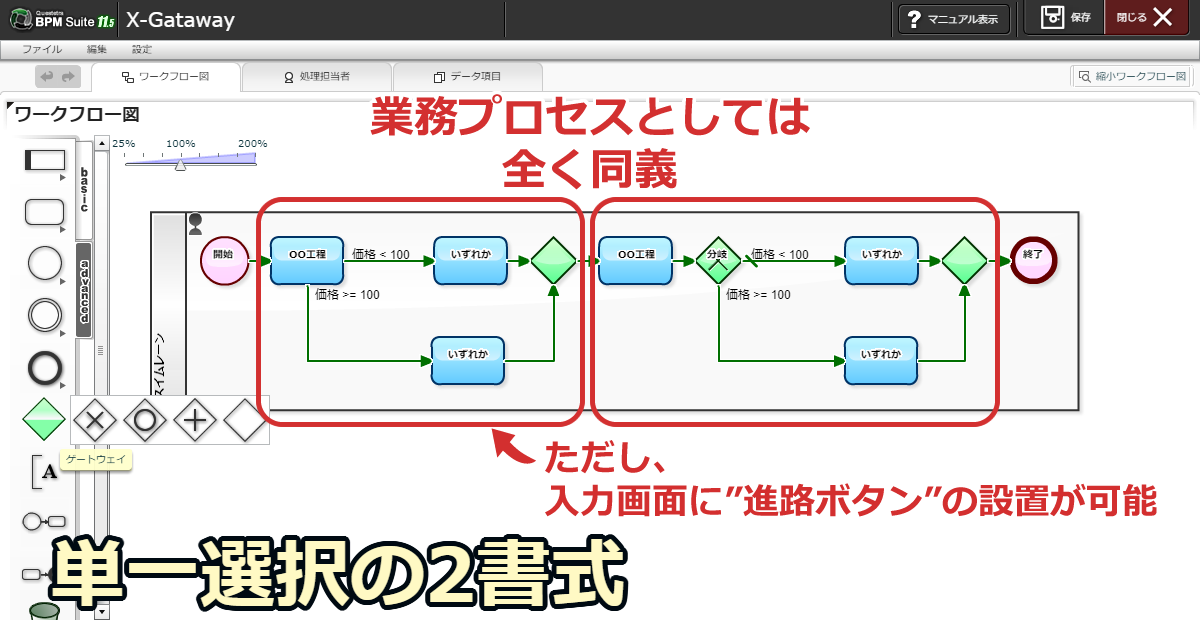 Questetra
BPM Suite 11.5
X-Gataway
マニュアル表示
保存
閉じる
ファイル
編集
設定
ワークフロー図
処理担当者
データ項目
縮小ワークフロー図
ワークフロー図
業務プロセスとしては
全く同義
25%
100%
200%
basic
advanced
開始
〇〇工程
価格 < 100
いずれか
〇〇工程
分岐
価格 < 100
いずれか
終了
価格 >= 100
価格 >= 100
いずれか
いずれか
スイムレーン
ゲートウェイ
A
ただし、
入力画面に”進路ボタン”の設置が可能
単一選択の2書式